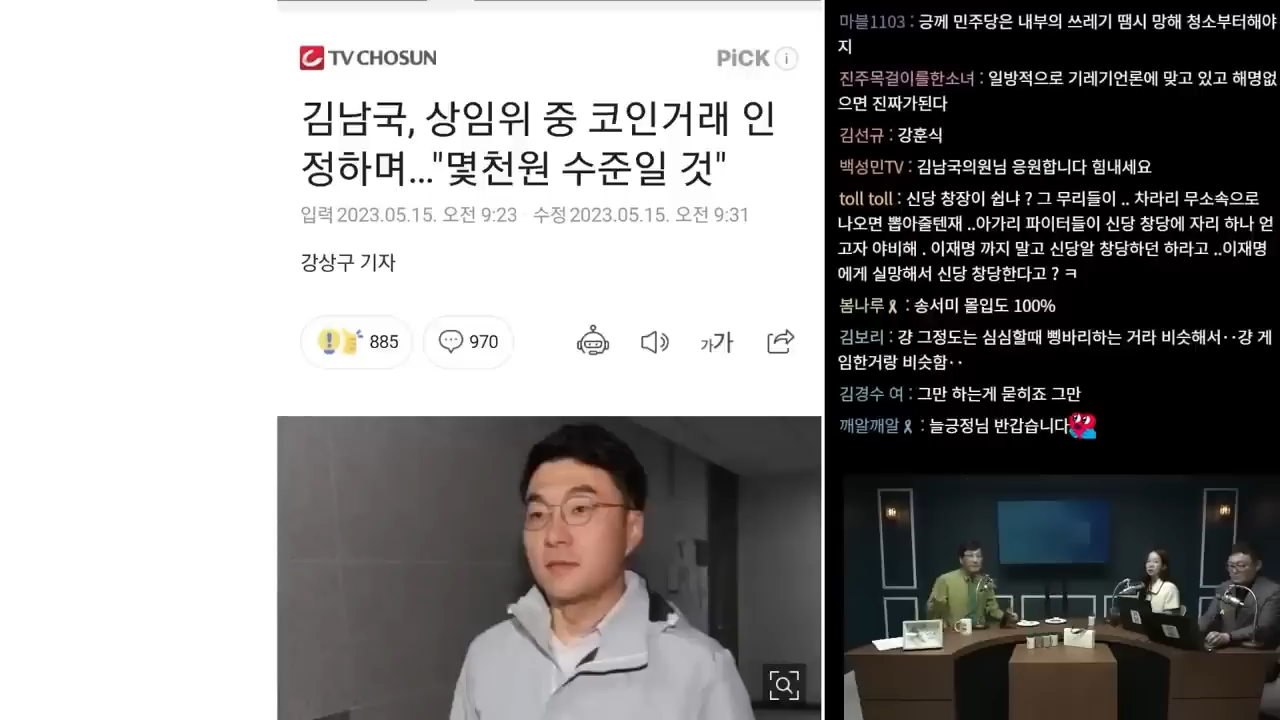 TV CHOSUN
PiCK i
김남국, 상임위 중 코인거래 인
정하며..."몇천원 수준일 것"
입력 2023.05.15. 오전 9:23 · 수정 2023.05.15. 오전 9:31
강상구 기자
885
970
가가
마블1103 : 긍께 민주당은 내부의 쓰레기 땜시 망해 청소부터해야
지
진주목걸이를한소녀 : 일방적으로 기레기언론에 맞고 있고 해명없
으면 진짜가된다
김선규 : 강훈식
백성민TV : 김남국의원님 응원합니다 힘내세요
toll toll : 신당 창장이 쉽냐 ? 그 무리들이 .. 차라리 무소속으로
나오면 뽑아줄텐재 ..아가리 파이터들이 신당 창당에 자리 하나 얻
고자 야비해 . 이재명 까지 말고 신당알 창당하던 하라고 ..이재명
에게 실망해서 신당 창당한다고 ? ㅋ
봄나루🎗 : 송서미 몰입도 100%
김보리 : 걍 그정도는 심심할때 삥바리하는 거라 비슷해서‥걍 게
임한거랑 비슷함‥
김경수 여 : 그만 하는게 묻히죠 그만
깨알깨알🎗 : 늘긍정님 반갑습니다